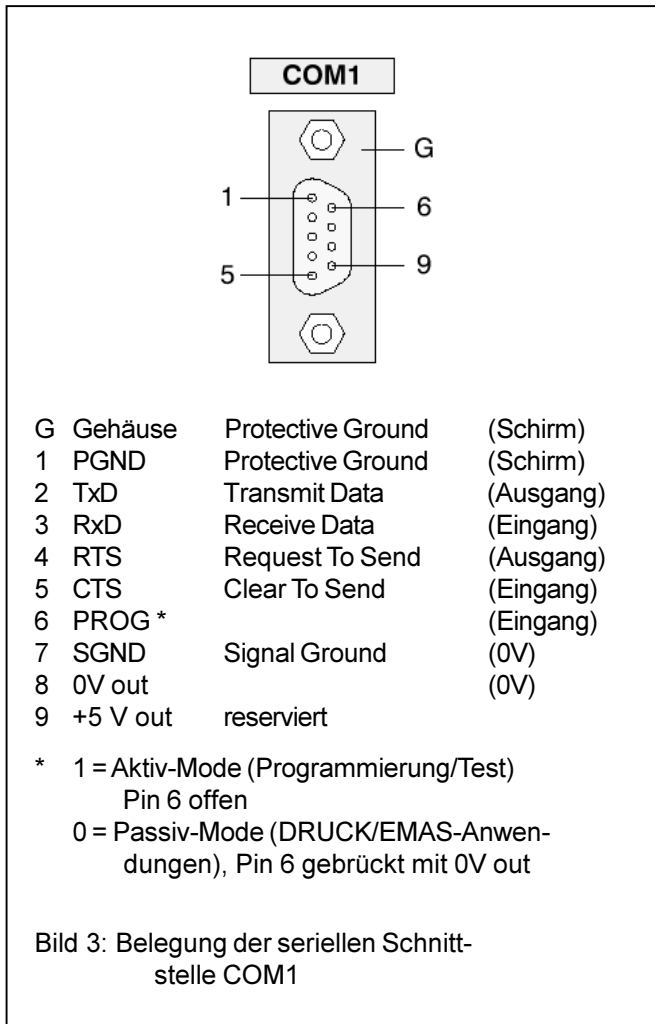 COM1
G
1
6
5
9
G Gehäuse Protective Ground (Schirm)
1 PGND Protective Ground (Schirm)
2 TxD Transmit Data (Ausgang)
3 RxD Receive Data (Eingang)
4 RTS Request To Send (Ausgang)
5 CTS Clear To Send (Eingang)
6 PROG * (Eingang)
7 SGND Signal Ground (0V)
8 0V out (0V)
9 +5 V out reserviert
* 1 = Aktiv-Mode (Programmierung/Test)
Pin 6 offen
0 = Passiv-Mode (DRUCK/EMAS-Anwen-
dungen), Pin 6 gebrückt mit 0V out
Bild 3: Belegung der seriellen Schnitt-
stelle COM1